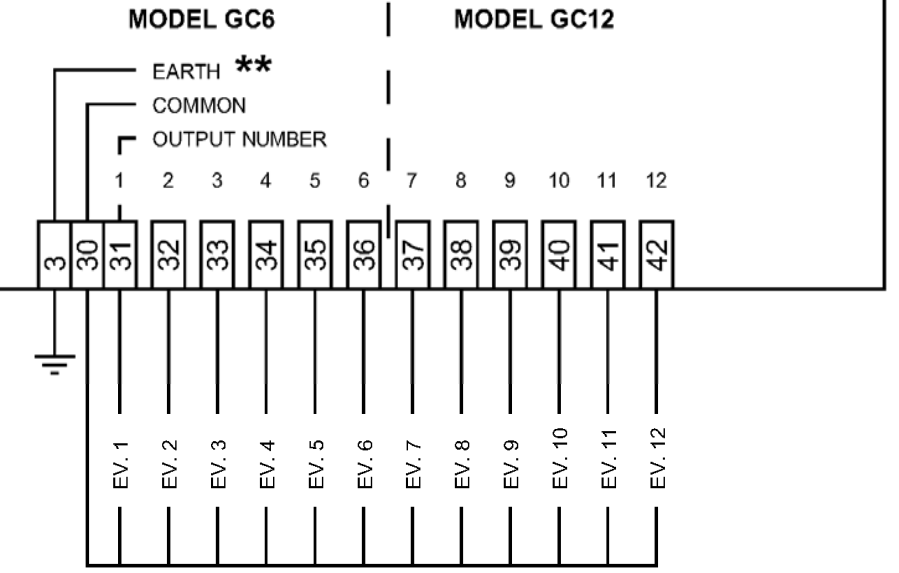 MODEL GC6 MODEL GC12
EARTH **
COMMON
OUTPUT NUMBER
1 2 3 4 5 6 7 8 9 10 11 12
3 30 31 32 33 34 35 36 37 38 39 40 41 42
EV. 1 EV. 2 EV. 3 EV. 4 EV. 5 EV. 6 EV. 7 EV. 8 EV. 9 EV. 10 EV. 11 EV. 12